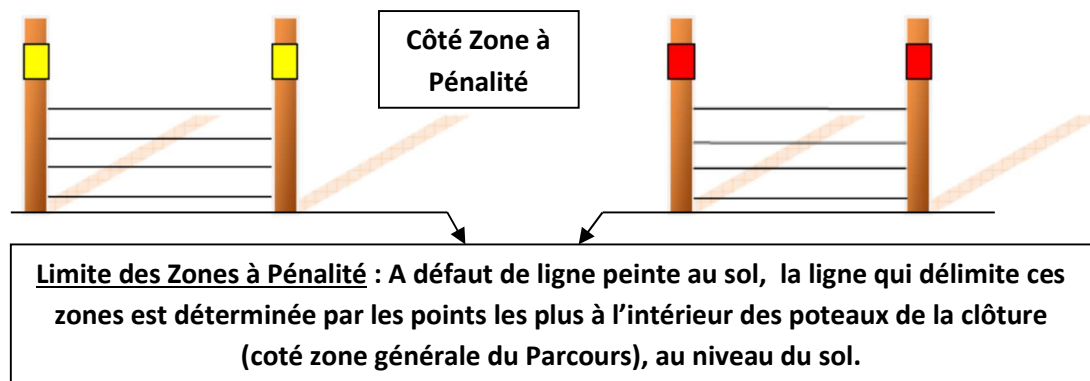 Côté Zone à
Pénalité
Limite des Zones à Pénalité : A défaut de ligne peinte au sol, la ligne qui délimite ces
zones est déterminée par les points les plus à l’intérieur des poteaux de la clôture
(coté zone générale du Parcours), au niveau du sol.